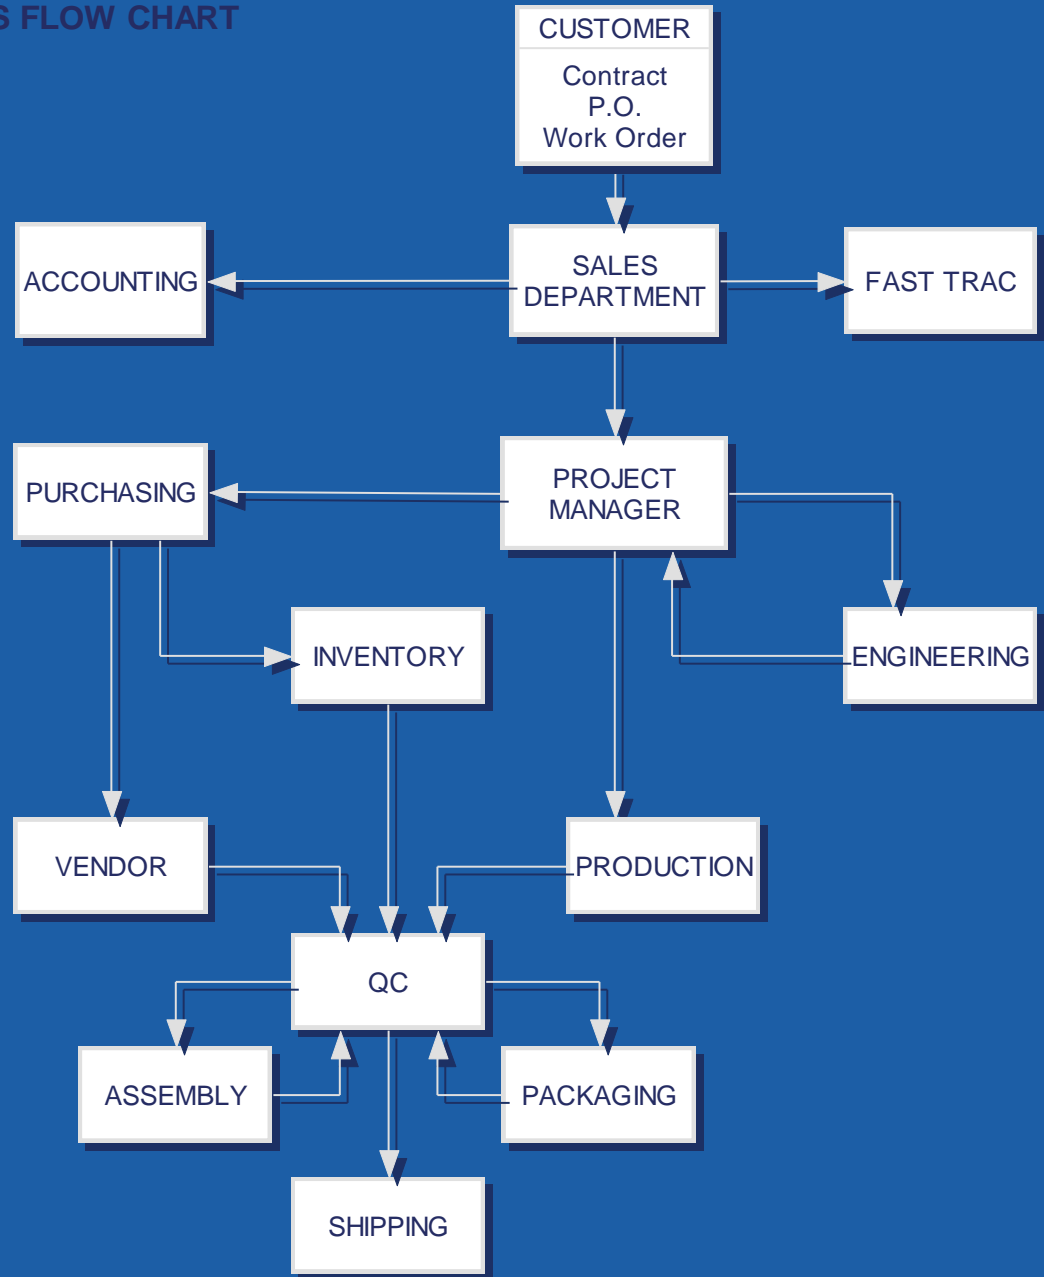 S FLOW CHART
CUSTOMER
Contract
P.O.
Work Order
ACCOUNTING
SALES
DEPARTMENT
FAST TRAC
PURCHASING
PROJECT
MANAGER
INVENTORY
ENGINEERING
VENDOR
PRODUCTION
QC
ASSEMBLY
PACKAGING
SHIPPING